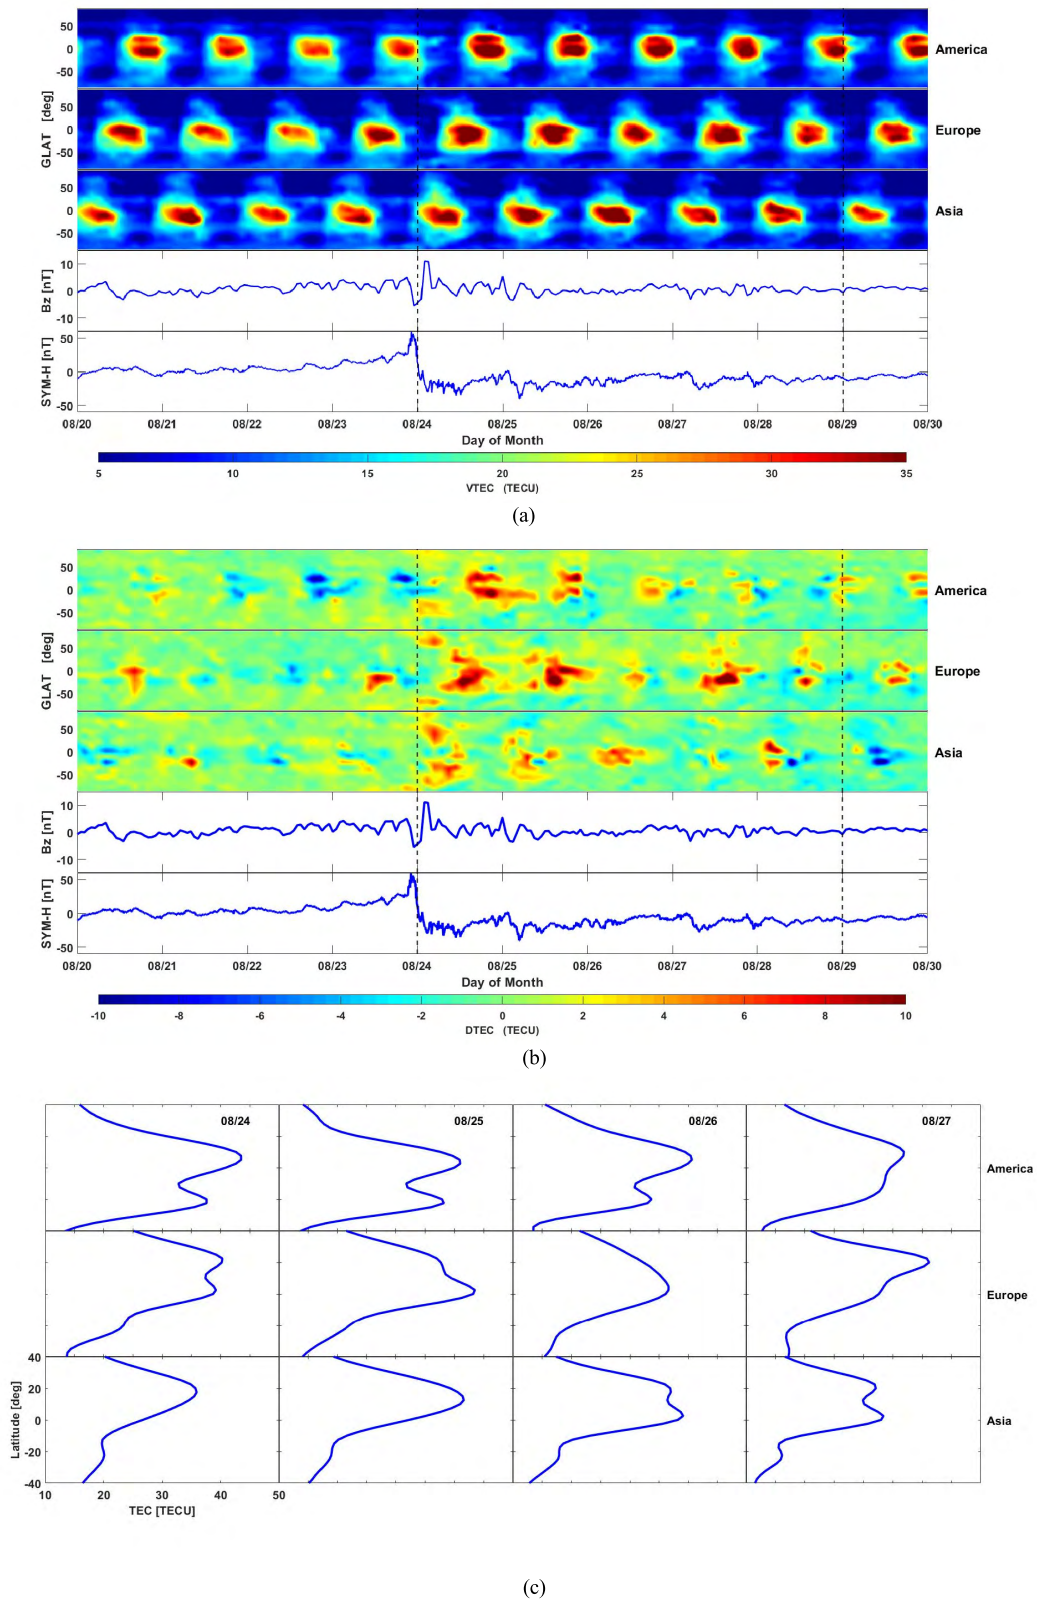 50
0
-50
America
GLAT [deg]
50
0
-50
Europe
50
0
-50
Asia
Bz [nT]
10
0
-10
SYM-H [nT]
50
0
-50
08/20 08/21 08/22 08/23 08/24 08/25 08/26 08/27 08/28 08/29 08/30
Day of Month
5 10 15 20 25 30 35
VTEC (TECU)
(a)
50
0
-50
America
GLAT [deg]
50
0
-50
Europe
50
0
-50
Asia
Bz [nT]
10
0
-10
SYM-H [nT]
50
0
-50
08/20 08/21 08/22 08/23 08/24 08/25 08/26 08/27 08/28 08/29 08/30
Day of Month
-10 -8 -6 -4 -2 0 2 4 6 8 10
DTEC (TECU)
(b)
08/24 08/25 08/26 08/27
America
Europe
Latitude [deg]
40
20
0
-20
-40
Asia
10 20 30 40 50
TEC [TECU]
(c)